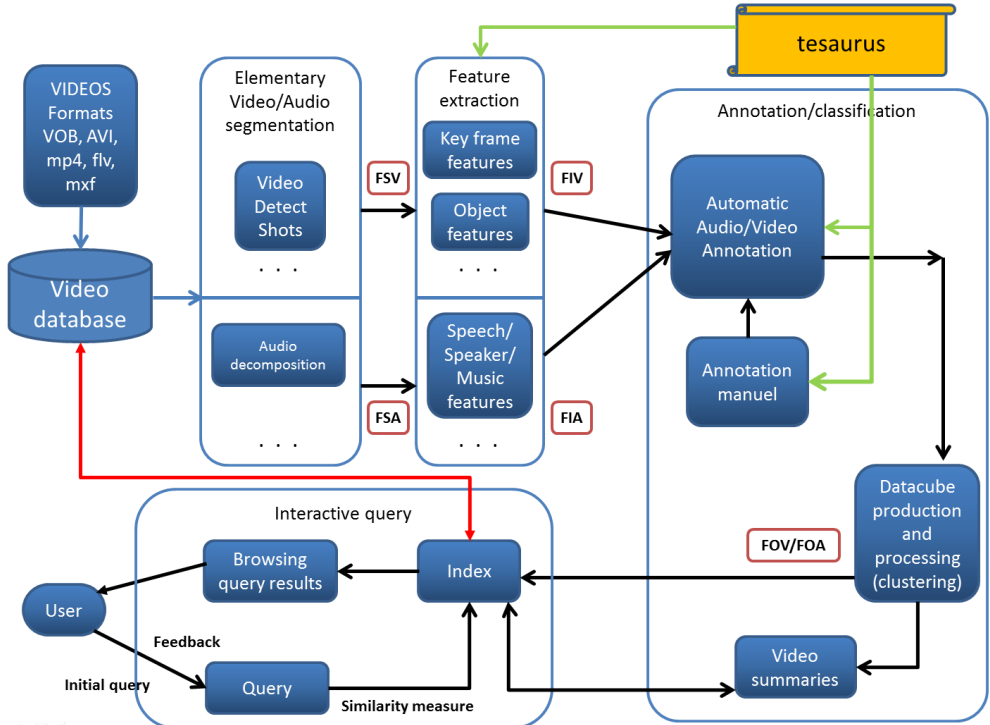 tesaurus
VIDEOS
Formats
VOB, AVI,
mp4, flv,
mxf
Video
database
Elementary
Video/Audio
segmentation
Video
Detect
Shots
. . .
Audio
decomposition
. . .
FSV
FSA
Feature
extraction
Key frame
features
Object
features
. . .
Speech/
Speaker/
Music
features
. . .
FIV
FIA
Annotation/classification
Automatic
Audio/Video
Annotation
Annotation
manuel
Datacube
production
and
processing
(clustering)
FOV/FOA
Video
summaries
Interactive query
Browsing
query results
Index
User
Feedback
Initial query
Query
Similarity measure